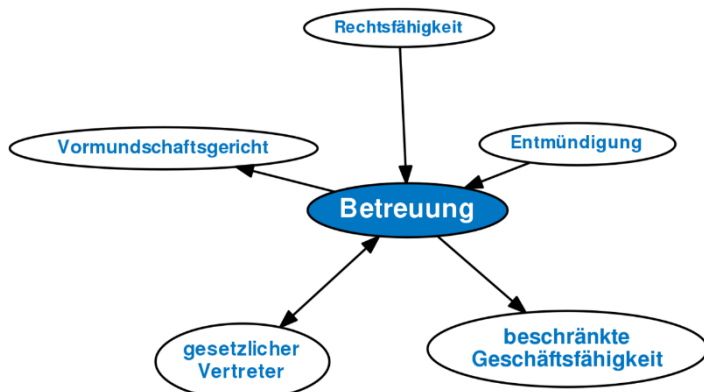 Rechtsfähigkeit
Vormundschaftsgericht
Entmündigung
Betreuung
gesetzlicher
Vertreter
beschränkte
Geschäftsfähigkeit